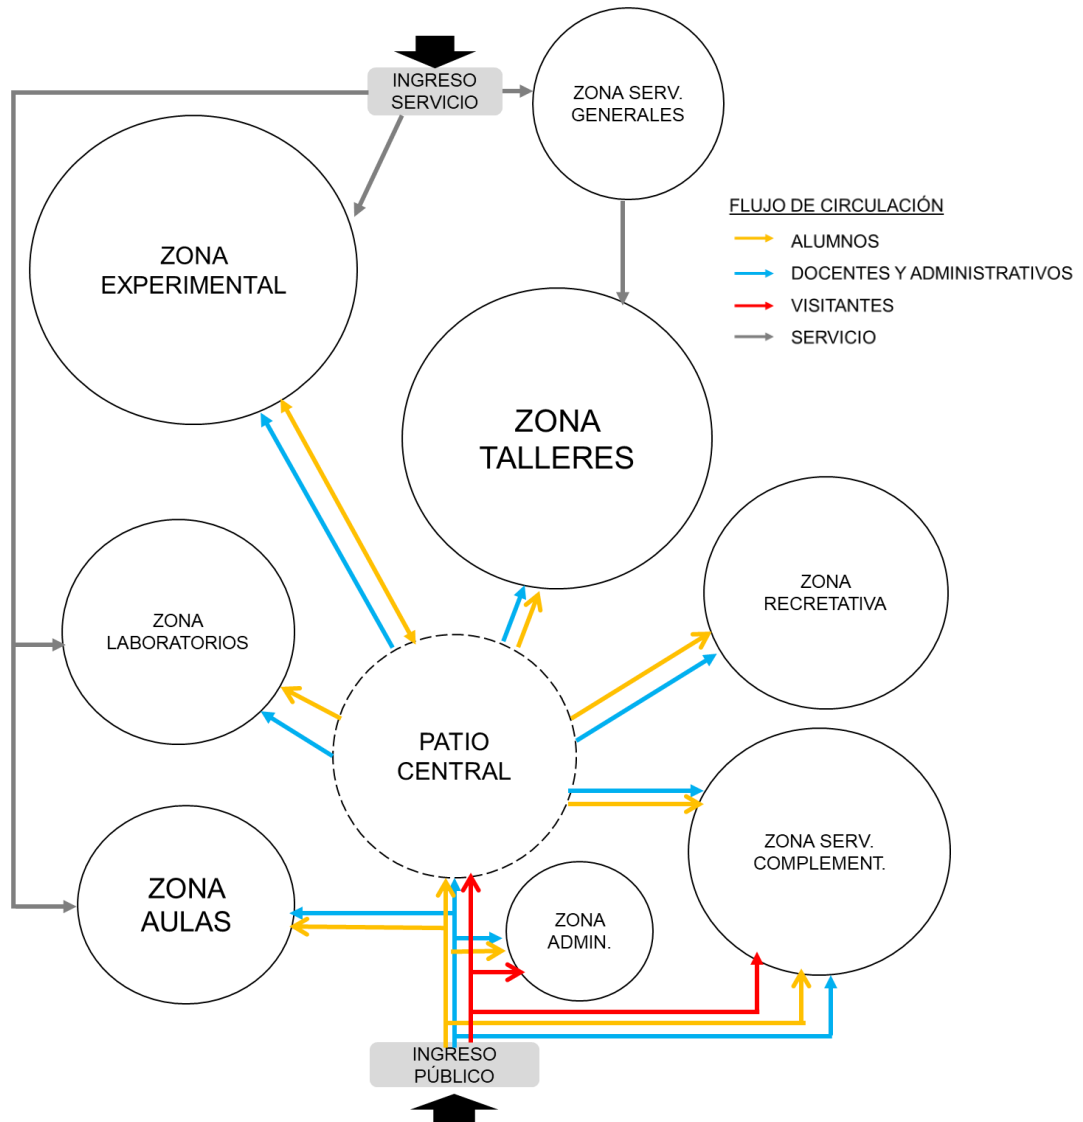 INGRESO
SERVICIO
ZONA SERV.
GENERALES
FLUJO DE CIRCULACIÓN
ALUMNOS
DOCENTES Y ADMINISTRATIVOS
VISITANTES
SERVICIO
ZONA
EXPERIMENTAL
ZONA
TALLERES
ZONA
RECRETATIVA
ZONA
LABORATORIOS
PATIO
CENTRAL
ZONA SERV.
COMPLEMENT.
ZONA
AULAS
ZONA
ADMIN.
INGRESO
PÚBLICO